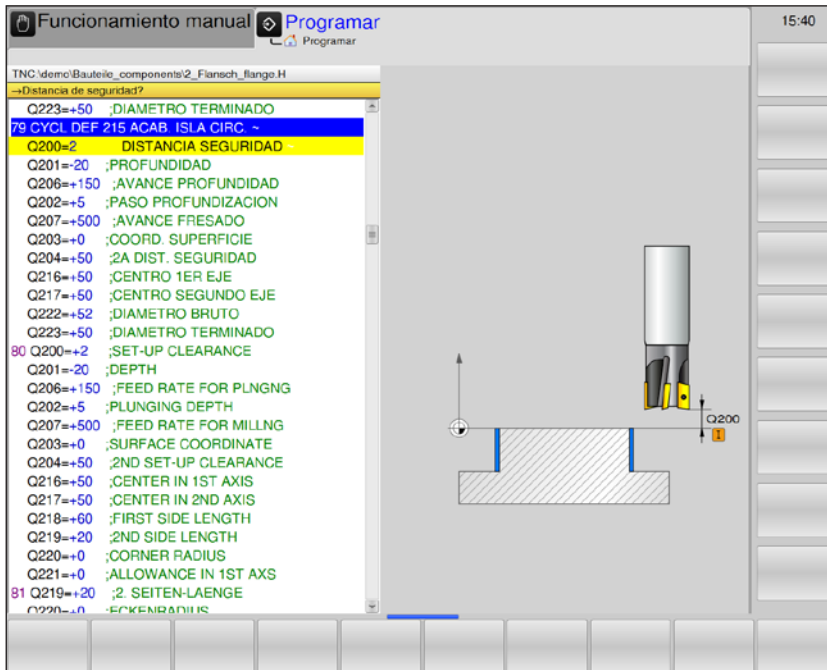 Funcionamiento manual
Programar
Programar
15:40
TNC:\demo\Bauteile_components\2_Flansch_flange.H
→Distancia de seguridad?
Q223=+50 ;DIAMETRO TERMINADO
79 CYCL DEF 215 ACAB. ISLA CIRC. ~
Q200=2 DISTANCIA SEGURIDAD ~
Q201=-20 ;PROFUNDIDAD
Q206=+150 ;AVANCE PROFUNDIDAD
Q202=+5 ;PASO PROFUNDIZACION
Q207=+500 ;AVANCE FRESADO
Q203=+0 ;COORD. SUPERFICIE
Q204=+50 ;2A DIST. SEGURIDAD
Q216=+50 ;CENTRO 1ER EJE
Q217=+50 ;CENTRO SEGUNDO EJE
Q222=+52 ;DIAMETRO BRUTO
Q223=+50 ;DIAMETRO TERMINADO
80 Q200=+2 ;SET-UP CLEARANCE
Q201=-20 ;DEPTH
Q206=+150 ;FEED RATE FOR PLNGNG
Q202=+5 ;PLUNGING DEPTH
Q207=+500 ;FEED RATE FOR MILLNG
Q203=+0 ;SURFACE COORDINATE
Q204=+50 ;2ND SET-UP CLEARANCE
Q216=+50 ;CENTER IN 1ST AXIS
Q217=+50 ;CENTER IN 2ND AXIS
Q218=+60 ;FIRST SIDE LENGTH
Q219=+20 ;2ND SIDE LENGTH
Q220=+0 ;CORNER RADIUS
Q221=+0 ;ALLOWANCE IN 1ST AXS
81 Q219=+20 ;2. SEITEN-LAENGE
Q220=+0 ;ECKENRADIUS
Q200
I